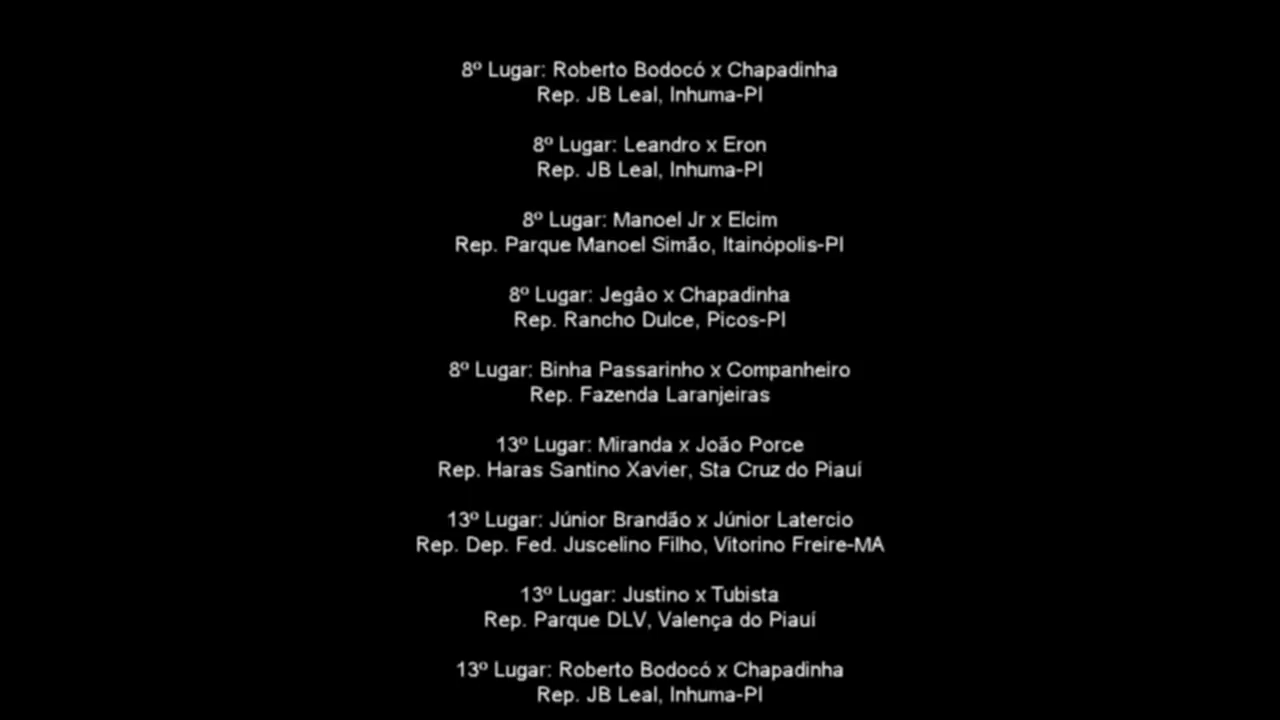 8º Lugar: Roberto Bodocó x Chapadinha
Rep. JB Leal, Inhuma-PI
8º Lugar: Leandro x Eron
Rep. JB Leal, Inhuma-PI
8º Lugar: Manoel Jr x Elcim
Rep. Parque Manoel Simão, Itainópolis-PI
8º Lugar: Jegão x Chapadinha
Rep. Rancho Dulce, Picos-PI
8º Lugar: Binha Passarinho x Companheiro
Rep. Fazenda Laranjeiras
13º Lugar: Miranda x João Porce
Rep. Haras Santino Xavier, Sta Cruz do Piauí
13º Lugar: Júnior Brandão x Júnior Latercio
Rep. Dep. Fed. Juscelino Filho, Vitorino Freire-MA
13º Lugar: Justino x Tubista
Rep. Parque DLV, Valença do Piauí
13º Lugar: Roberto Bodocó x Chapadinha
Rep. JB Leal, Inhuma-PI